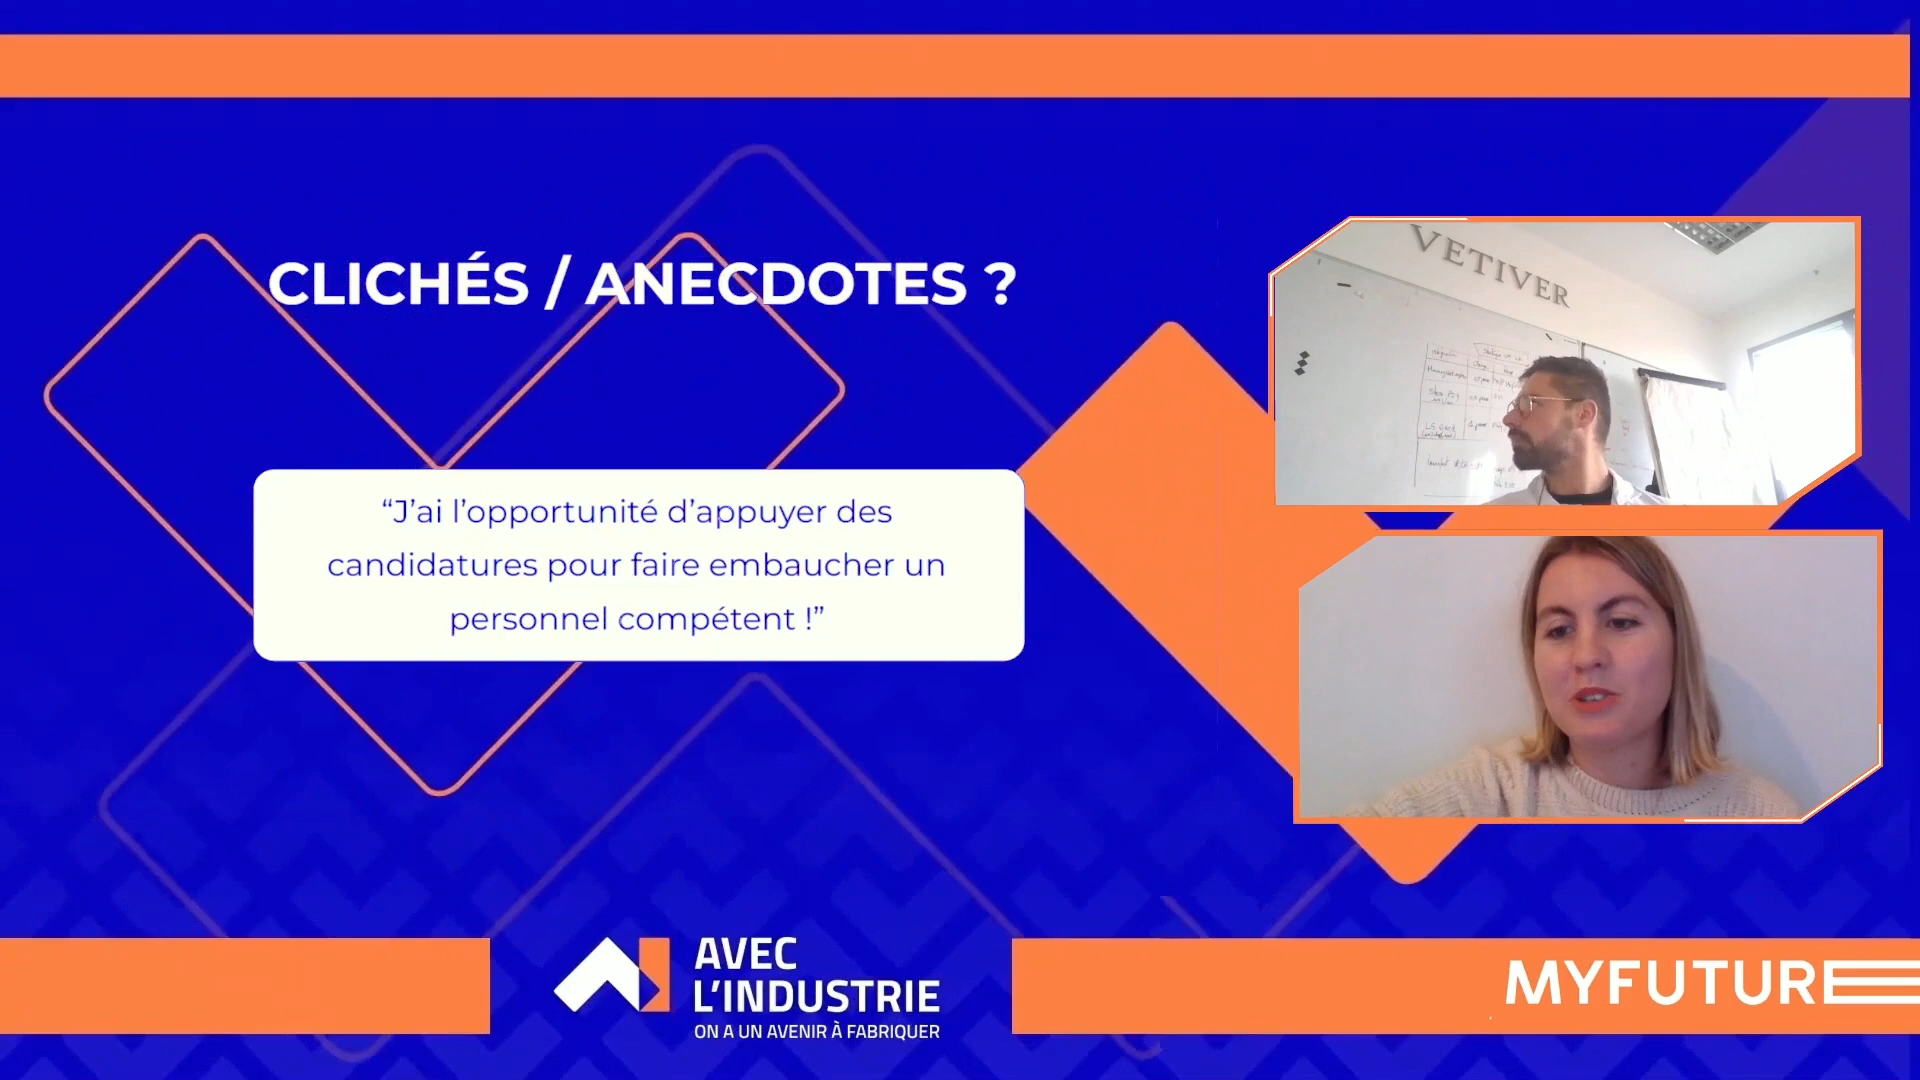 CLICHÉS / ANECDOTES ?
“J’ai l’opportunité d’appuyer des
candidatures pour faire embaucher un
personnel compétent !”
VETIVER
AVEC
L’INDUSTRIE
ON A UN AVENIR À FABRIQUER
MYFUTURE